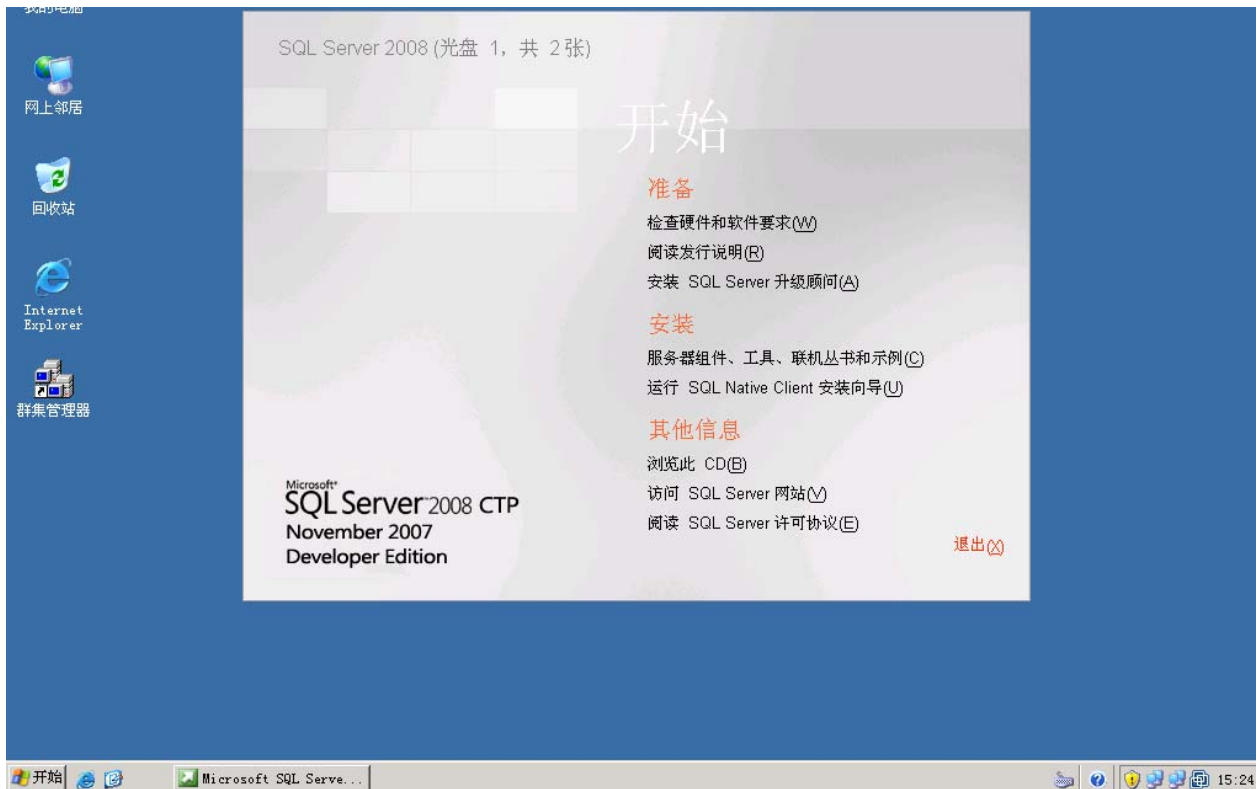 我的电脑
网上邻居
回收站
Internet
Explorer
群集管理器
SQL Server 2008 (光盘 1, 共 2 张)
开始
准备
检查硬件和软件要求(W)
阅读发行说明(R)
安装 SQL Server 升级顾问(A)
安装
服务器组件、工具、联机丛书和示例(C)
运行 SQL Native Client 安装向导(U)
其他信息
浏览此 CD(B)
访问 SQL Server 网站(V)
阅读 SQL Server 许可协议(E)
退出(X)
Microsoft
SQL Server 2008 CTP
November 2007
Developer Edition
开始
Microsoft SQL Serve...
15:24